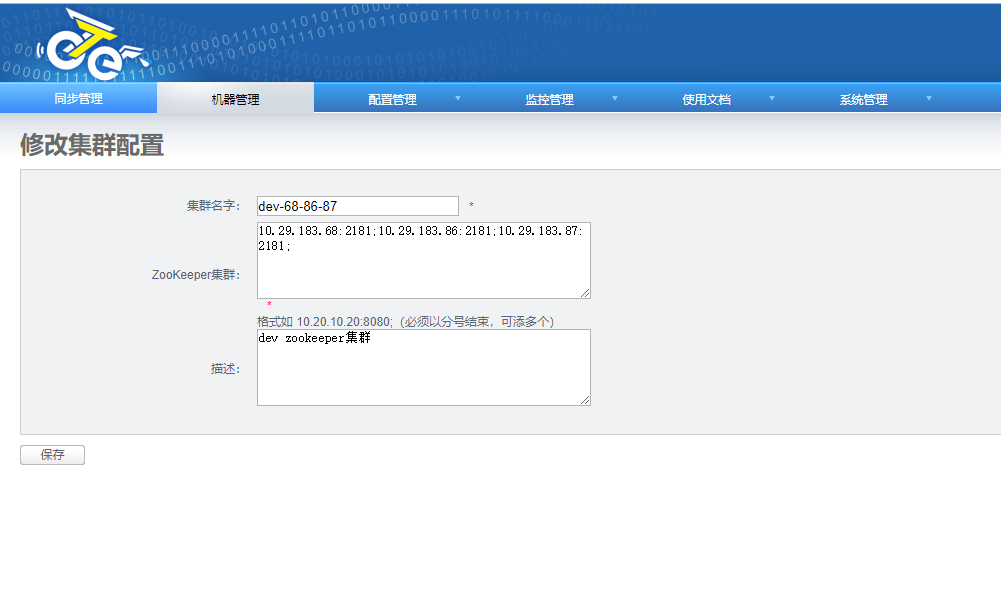 同步管理 机器管理 配置管理 监控管理 使用文档 系统管理
修改集群配置
集群名字: dev-68-86-87 *
ZooKeeper集群:
10.29.183.68:2181;10.29.183.86:2181;10.29.183.87:
2181;
*
格式如 10.20.10.20:8080;（必须以分号结束，可添多个）
描述:
dev zookeeper集群
保存